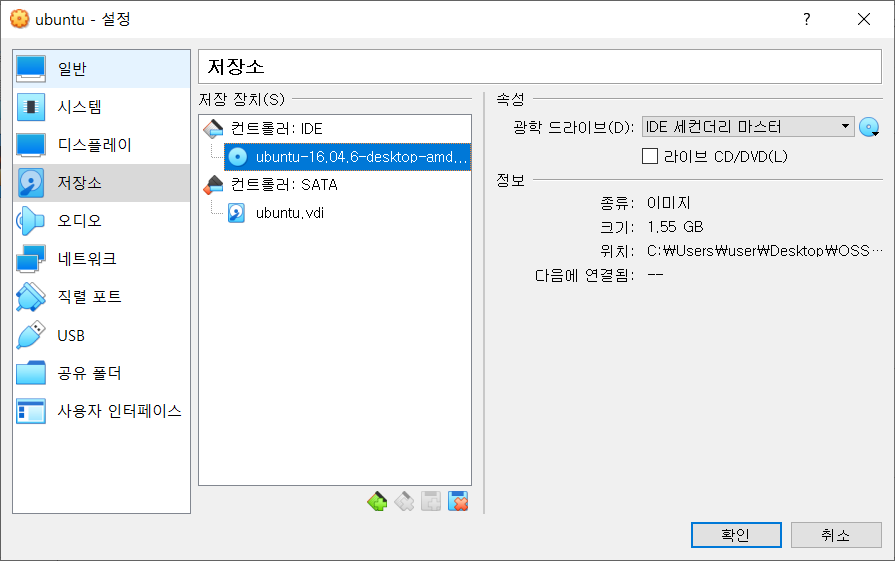 ubuntu - 설정
?
일반
시스템
디스플레이
저장소
오디오
네트워크
직렬 포트
USB
공유 폴더
사용자 인터페이스
저장소
저장 장치(S)
컨트롤러: IDE
ubuntu-16.04.6-desktop-amd...
컨트롤러: SATA
ubuntu.vdi
속성
광학 드라이브(D): IDE 세컨더리 마스터
라이브 CD/DVD(L)
정보
종류: 이미지
크기: 1.55 GB
위치: C:₩Users₩user₩Desktop₩OSS...
다음에 연결됨: --
확인
취소